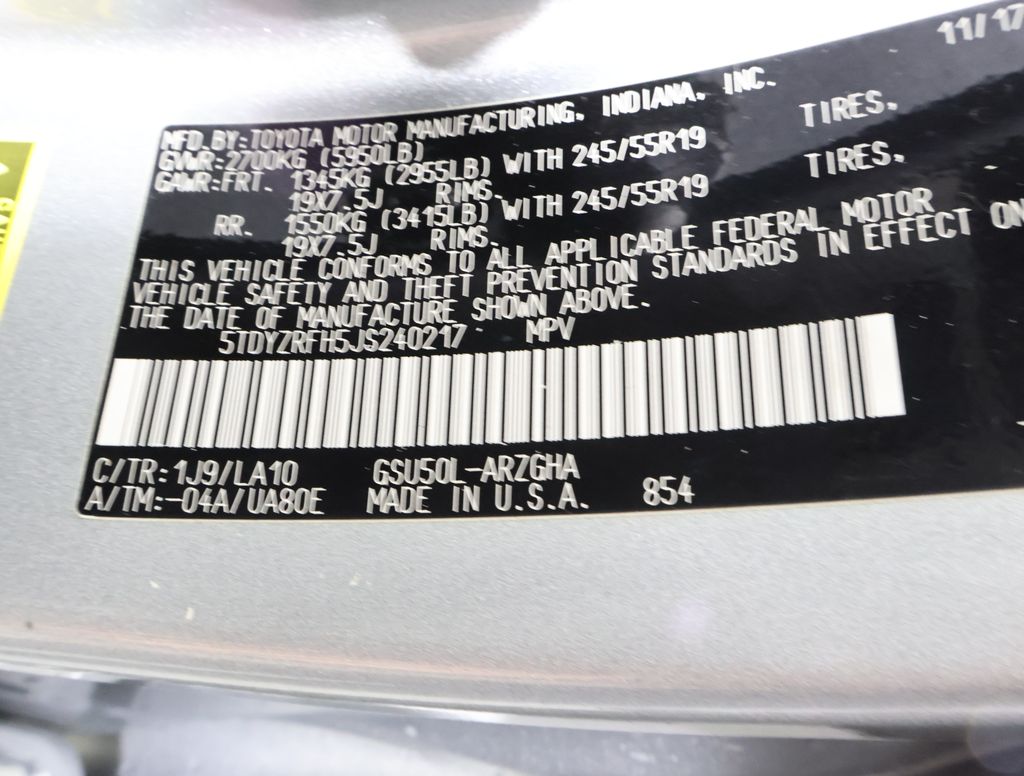 11/17
MFD.BY:TOYOTA MOTOR MANUFACTURING, INDIANA, INC.
GVWR:2700KG (5950LB)
GAWR:FRT. 1345KG (2955LB) WITH 245/55R19 TIRES,
19X7.5J RIMS.
RR. 1550KG (3415LB) WITH 245/55R19 TIRES,
19X7.5J RIMS.
THIS VEHICLE CONFORMS TO ALL APPLICABLE FEDERAL MOTOR
VEHICLE SAFETY AND THEFT PREVENTION STANDARDS IN EFFECT ON
THE DATE OF MANUFACTURE SHOWN ABOVE.
5TDYZRFH5JS240217 MPV
C/TR:1J9/LA10 GSU50L-ARZGHA
A/TM:-04A/UA80E MADE IN U.S.A. 854